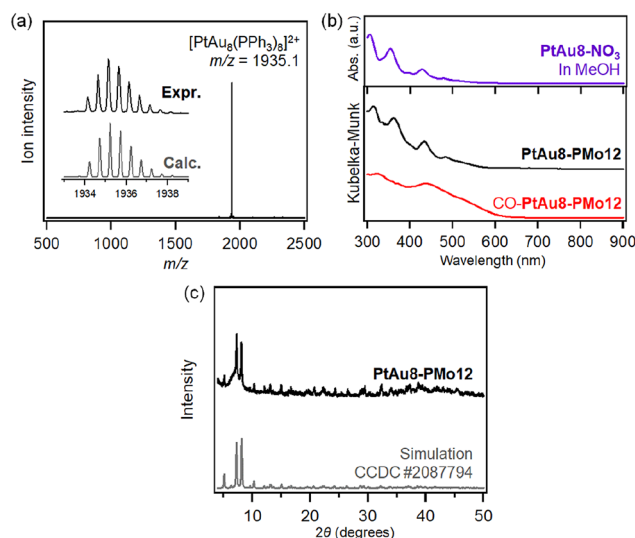 (a)
[PtAu₈(PPh₃)₈]²⁺
m/z = 1935.1
Expr.
Calc.
1934 1936 1938
Ion intensity
500 1000 1500 2000 2500
m/z
(b)
Abs. (a.u.)
PtAu8-NO₃
In MeOH
Kubelka-Munk
PtAu8-PMo12
CO-PtAu8-PMo12
300 400 500 600 700 800 900
Wavelength (nm)
(c)
Intensity
PtAu8-PMo12
Simulation
CCDC #2087794
10 20 30 40 50
2θ (degrees)